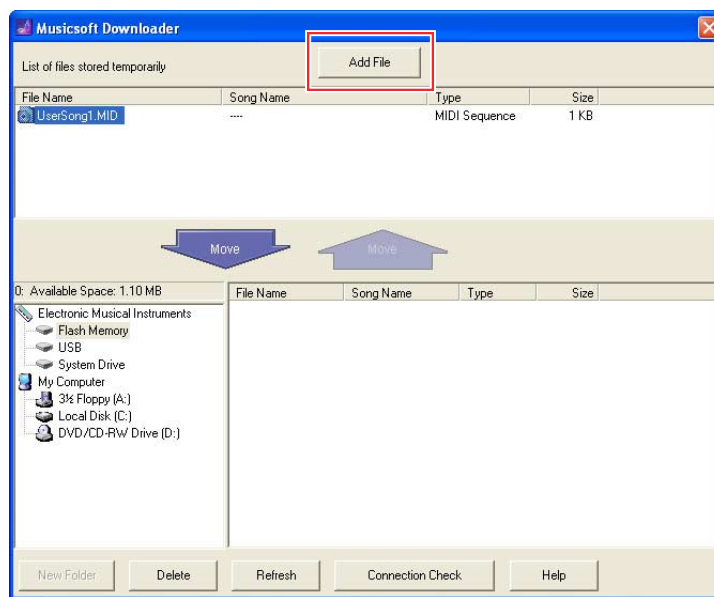 Musicsoft Downloader
List of files stored temporarily
Add File
File Name Song Name Type Size
UserSong1.MID ---- MIDI Sequence 1 KB
Move Move
0: Available Space: 1.10 MB
File Name Song Name Type Size
Electronic Musical Instruments
Flash Memory
USB
System Drive
My Computer
3½ Floppy (A:)
Local Disk (C:)
DVD/CD-RW Drive (D:)
New Folder Delete Refresh Connection Check Help